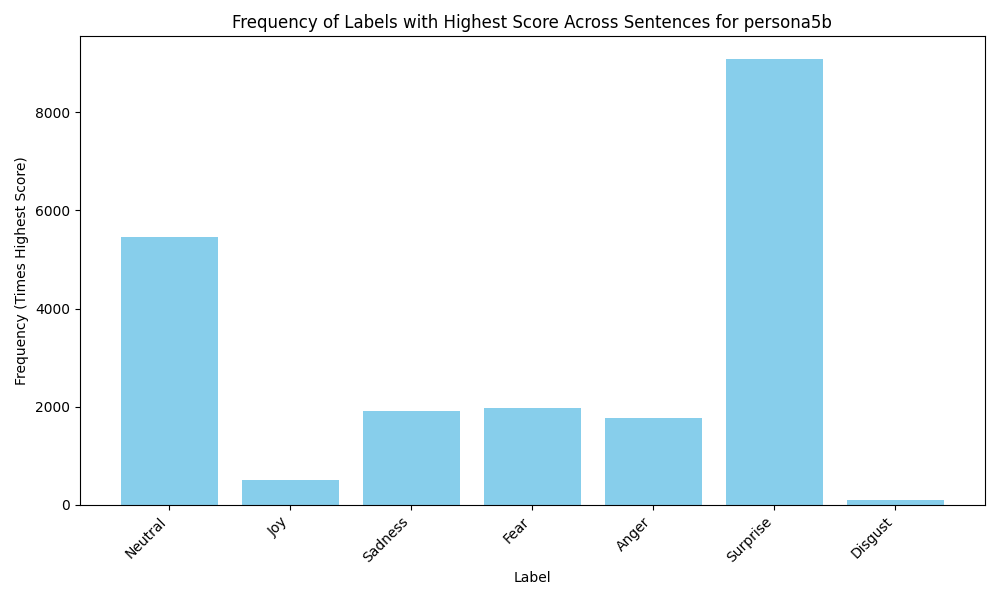 Frequency of Labels with Highest Score Across Sentences for persona5b
Frequency (Times Highest Score)
8000
6000
4000
2000
0
Neutral
Joy
Sadness
Fear
Anger
Surprise
Disgust
Label